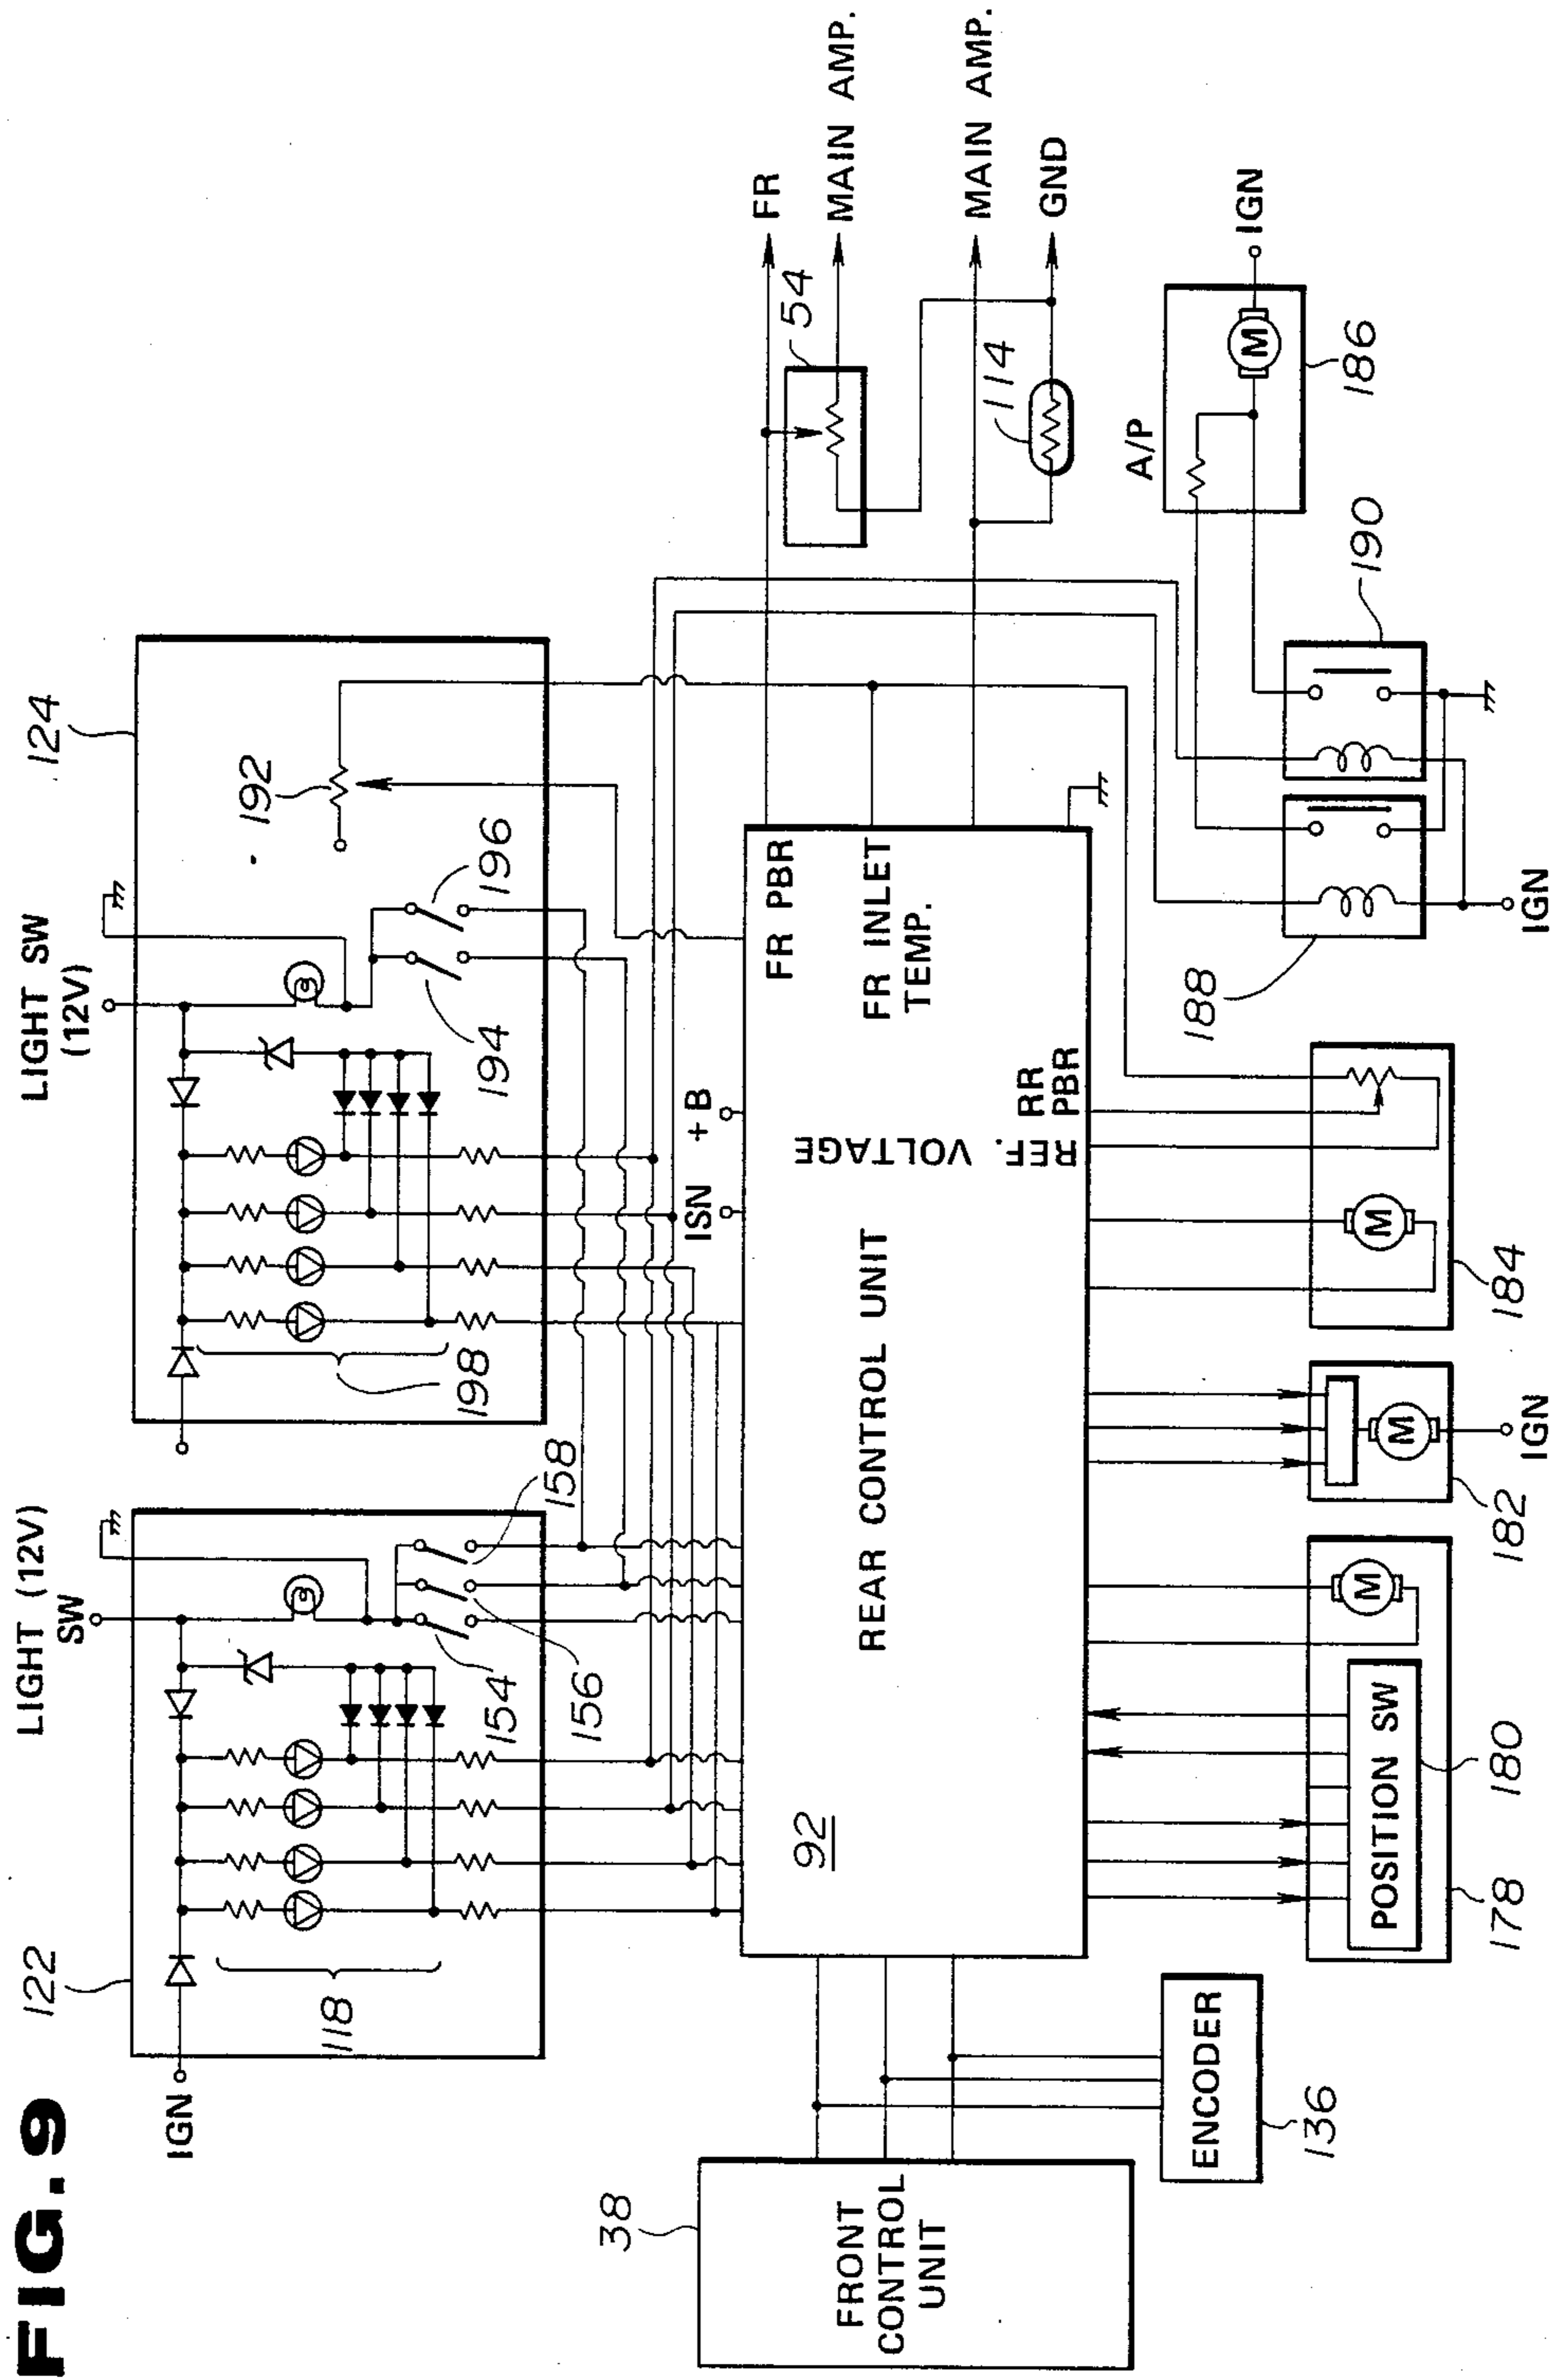 FIG.9
122
124
LIGHT (12V)
SW
LIGHT SW
(12V)
IGN
118
154
156
158
198
194
196
192
ISN
+B
FR
MAIN AMP.
54
MAIN AMP.
GND
114
A/P
M
IGN
186
190
188
IGN
38
FRONT
CONTROL
UNIT
ENCODER
136
92
REAR CONTROL UNIT
FR PBR
FR INLET
TEMP.
REF. VOLTAGE
RR
PBR
POSITION SW
M
178
180
M
182
IGN
M
184